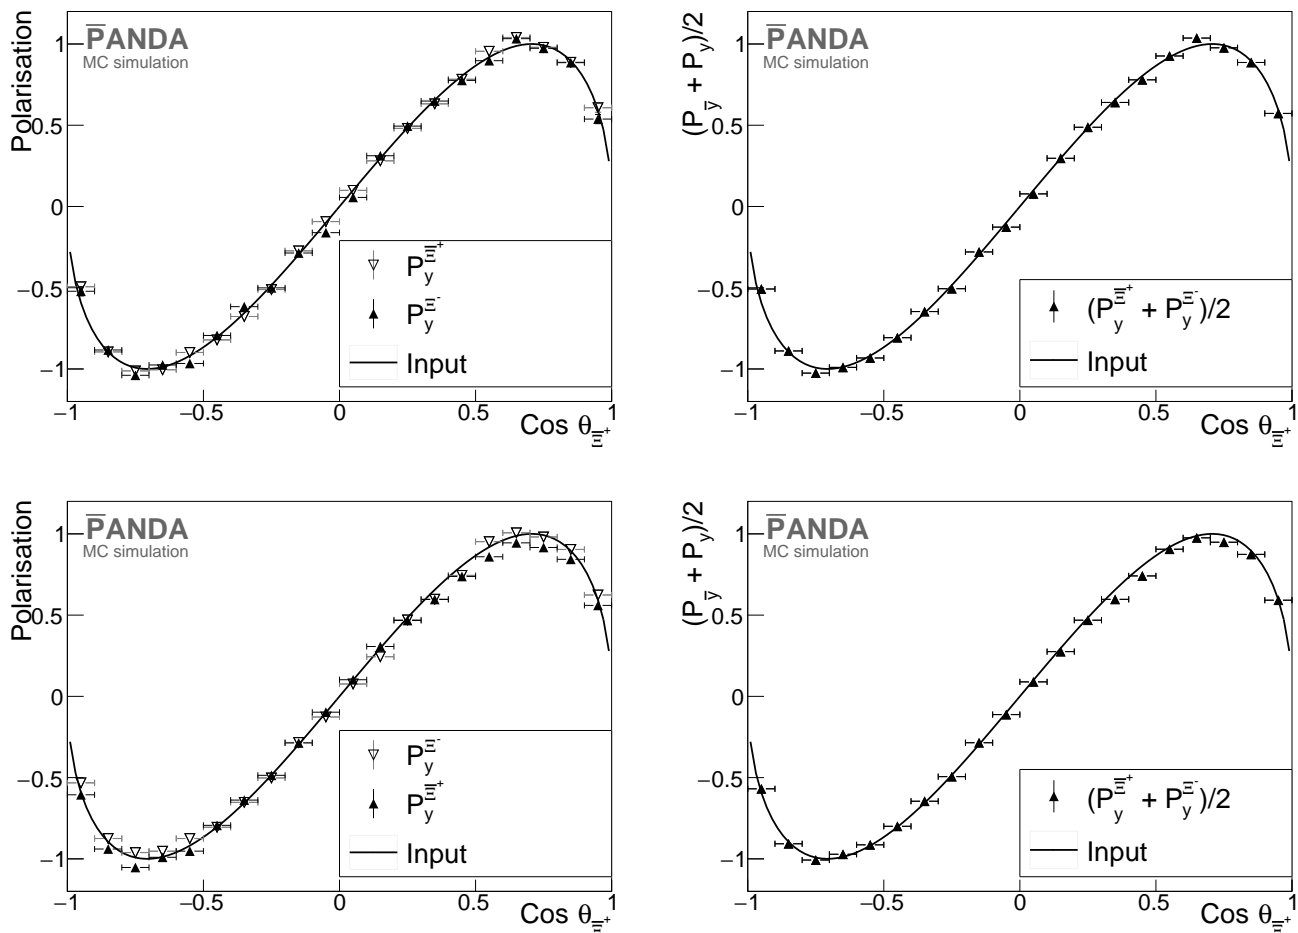 Polarisation
P̅ANDA
MC simulation
1
0.5
0
−0.5
−1
P_y^Ξ̅⁺
P_y^Ξ⁻
Input
−1 −0.5 0 0.5 1
Cos θ_Ξ̅⁺
(P_y̅ + P_y)/2
P̅ANDA
MC simulation
1
0.5
0
−0.5
−1
(P_y^Ξ̅⁺ + P_y^Ξ⁻)/2
Input
−1 −0.5 0 0.5 1
Cos θ_Ξ̅⁺
Polarisation
P̅ANDA
MC simulation
1
0.5
0
−0.5
−1
P_y^Ξ⁻
P_y^Ξ̅⁺
Input
−1 −0.5 0 0.5 1
Cos θ_Ξ̅⁺
(P_y̅ + P_y)/2
P̅ANDA
MC simulation
1
0.5
0
−0.5
−1
(P_y^Ξ̅⁺ + P_y^Ξ⁻)/2
Input
−1 −0.5 0 0.5 1
Cos θ_Ξ̅⁺